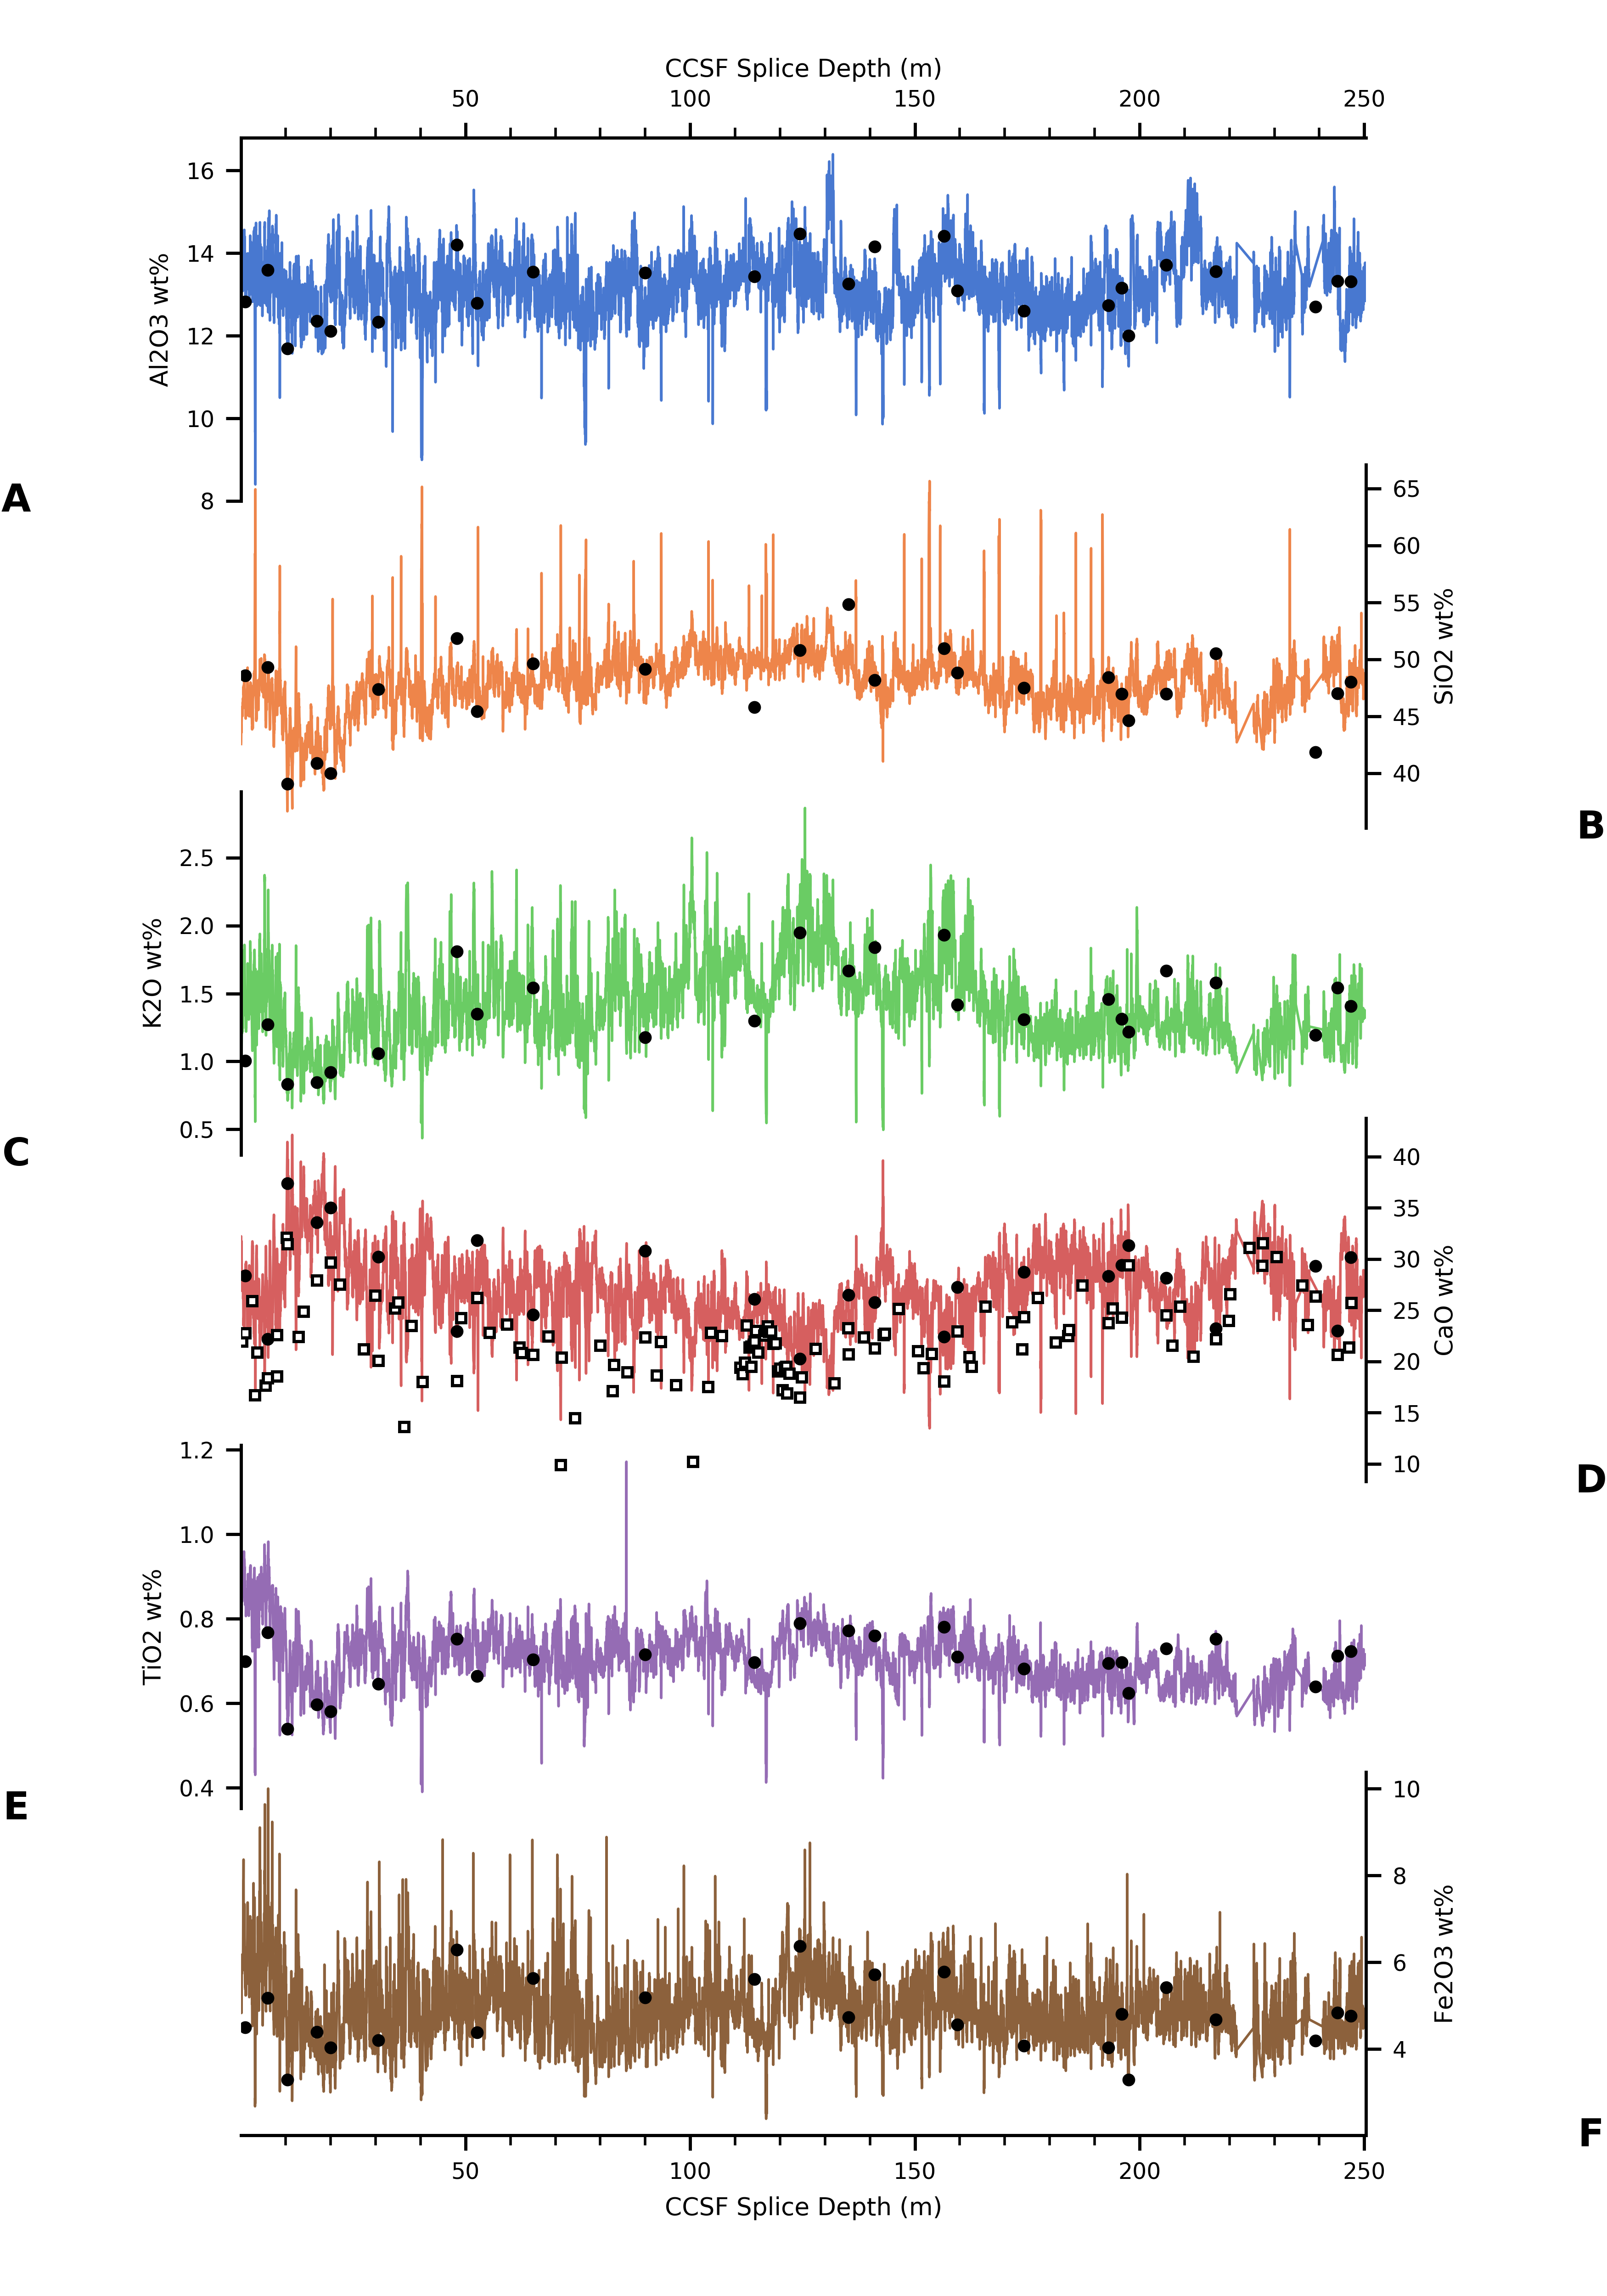 CCSF Splice Depth (m)
50 100 150 200 250
Al2O3 wt%
16
14
12
10
8
A
SiO2 wt%
65
60
55
50
45
40
B
K2O wt%
2.5
2.0
1.5
1.0
0.5
C
CaO wt%
40
35
30
25
20
15
10
D
TiO2 wt%
1.2
1.0
0.8
0.6
0.4
E
Fe2O3 wt%
10
8
6
4
F
50 100 150 200 250
CCSF Splice Depth (m)